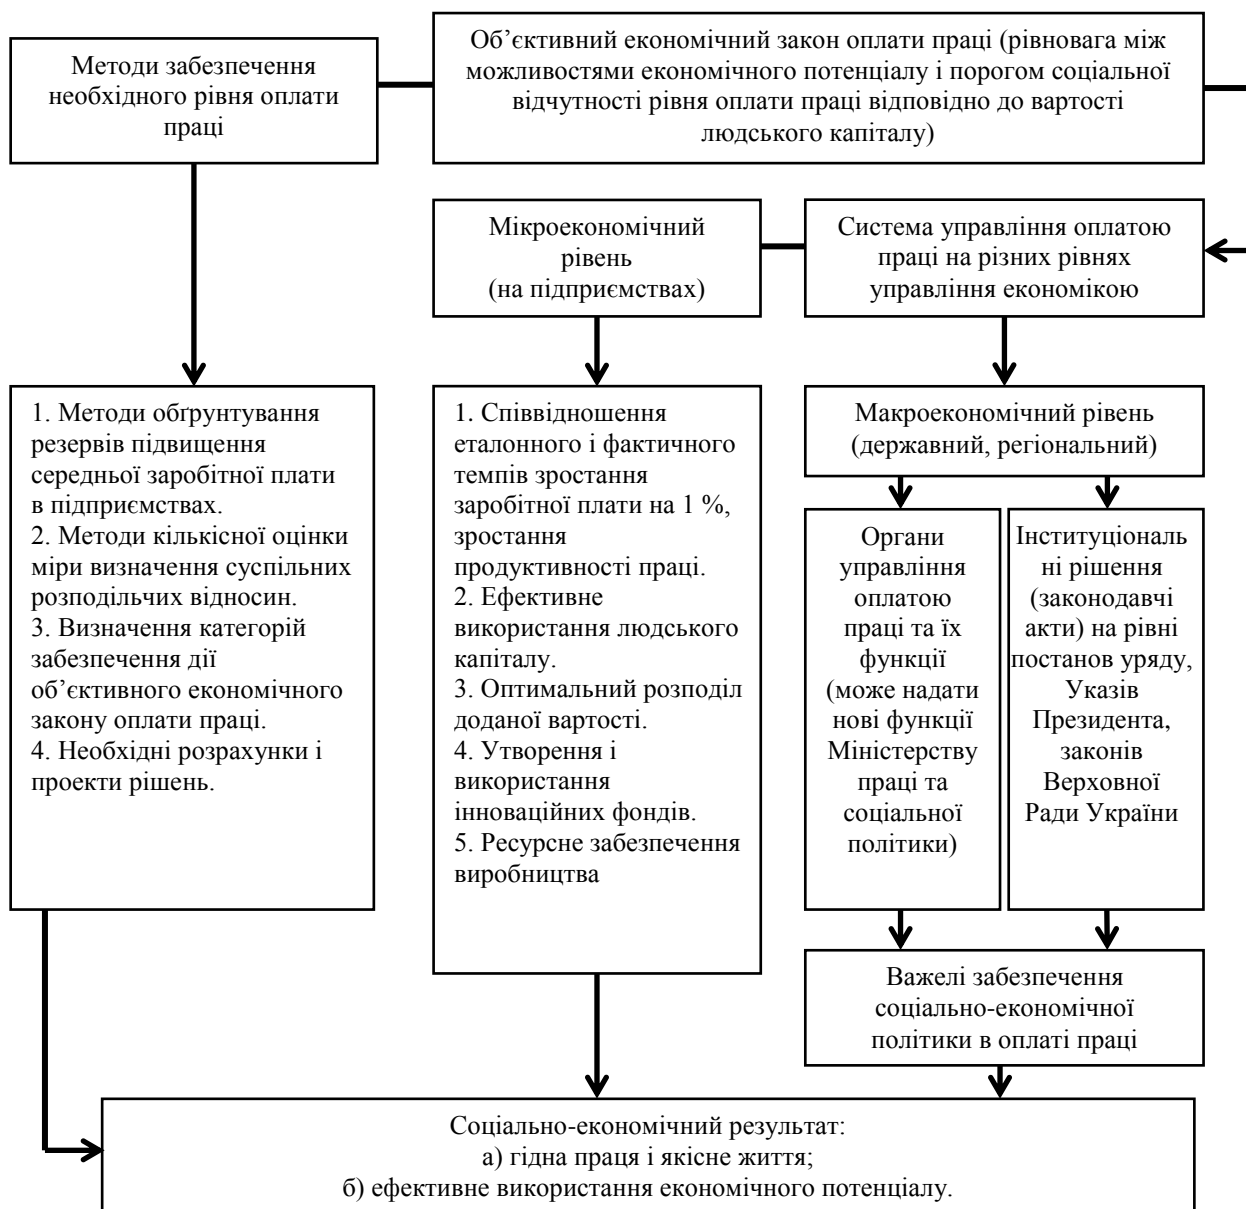 Методи забезпечення
необхідного рівня оплати
праці
Об’єктивний економічний закон оплати праці (рівновага між
можливостями економічного потенціалу і порогом соціальної
відчутності рівня оплати праці відповідно до вартості
людського капіталу)
Мікроекономічний
рівень
(на підприємствах)
Система управління оплатою
праці на різних рівнях
управління економікою
1. Методи обґрунтування
резервів підвищення
середньої заробітної плати
в підприємствах.
2. Методи кількісної оцінки
міри визначення суспільних
розподільчих відносин.
3. Визначення категорій
забезпечення дії
об’єктивного економічного
закону оплати праці.
4. Необхідні розрахунки і
проекти рішень.
1. Співвідношення
еталонного і фактичного
темпів зростання
заробітної плати на 1 %,
зростання
продуктивності праці.
2. Ефективне
використання людського
капіталу.
3. Оптимальний розподіл
доданої вартості.
4. Утворення і
використання
інноваційних фондів.
5. Ресурсне забезпечення
виробництва
Макроекономічний рівень
(державний, регіональний)
Органи
управління
оплатою
праці та їх
функції
(може надати
нові функції
Міністерству
праці та
соціальної
політики)
Інституціональ
ні рішення
(законодавчі
акти) на рівні
постанов уряду,
Указів
Президента,
законів
Верховної
Ради України
Важелі забезпечення
соціально-економічної
політики в оплаті праці
Соціально-економічний результат:
а) гідна праця і якісне життя;
б) ефективне використання економічного потенціалу.